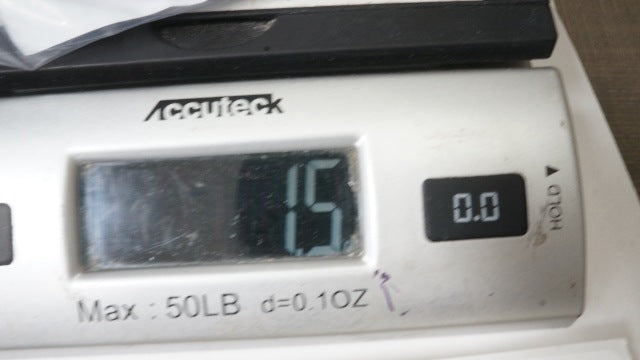 Accuteck
1.5
0.0
HOLD
Max : 50LB d=0.1OZ